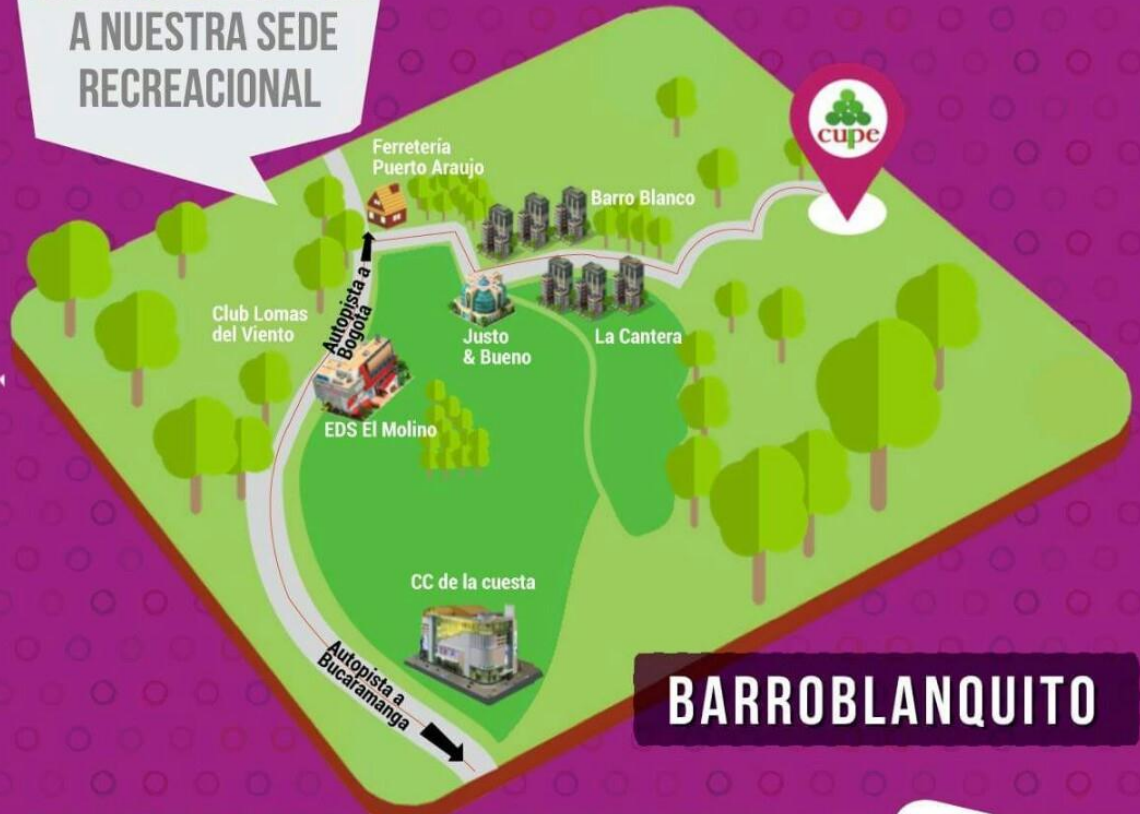 A NUESTRA SEDE
RECREACIONAL
cupe
Ferretería
Puerto Araujo
Barro Blanco
Autopista a
Bogotá
Club Lomas
del Viento
Justo
& Bueno
La Cantera
EDS El Molino
CC de la cuesta
Autopista a
Bucaramanga
BARROBLANQUITO